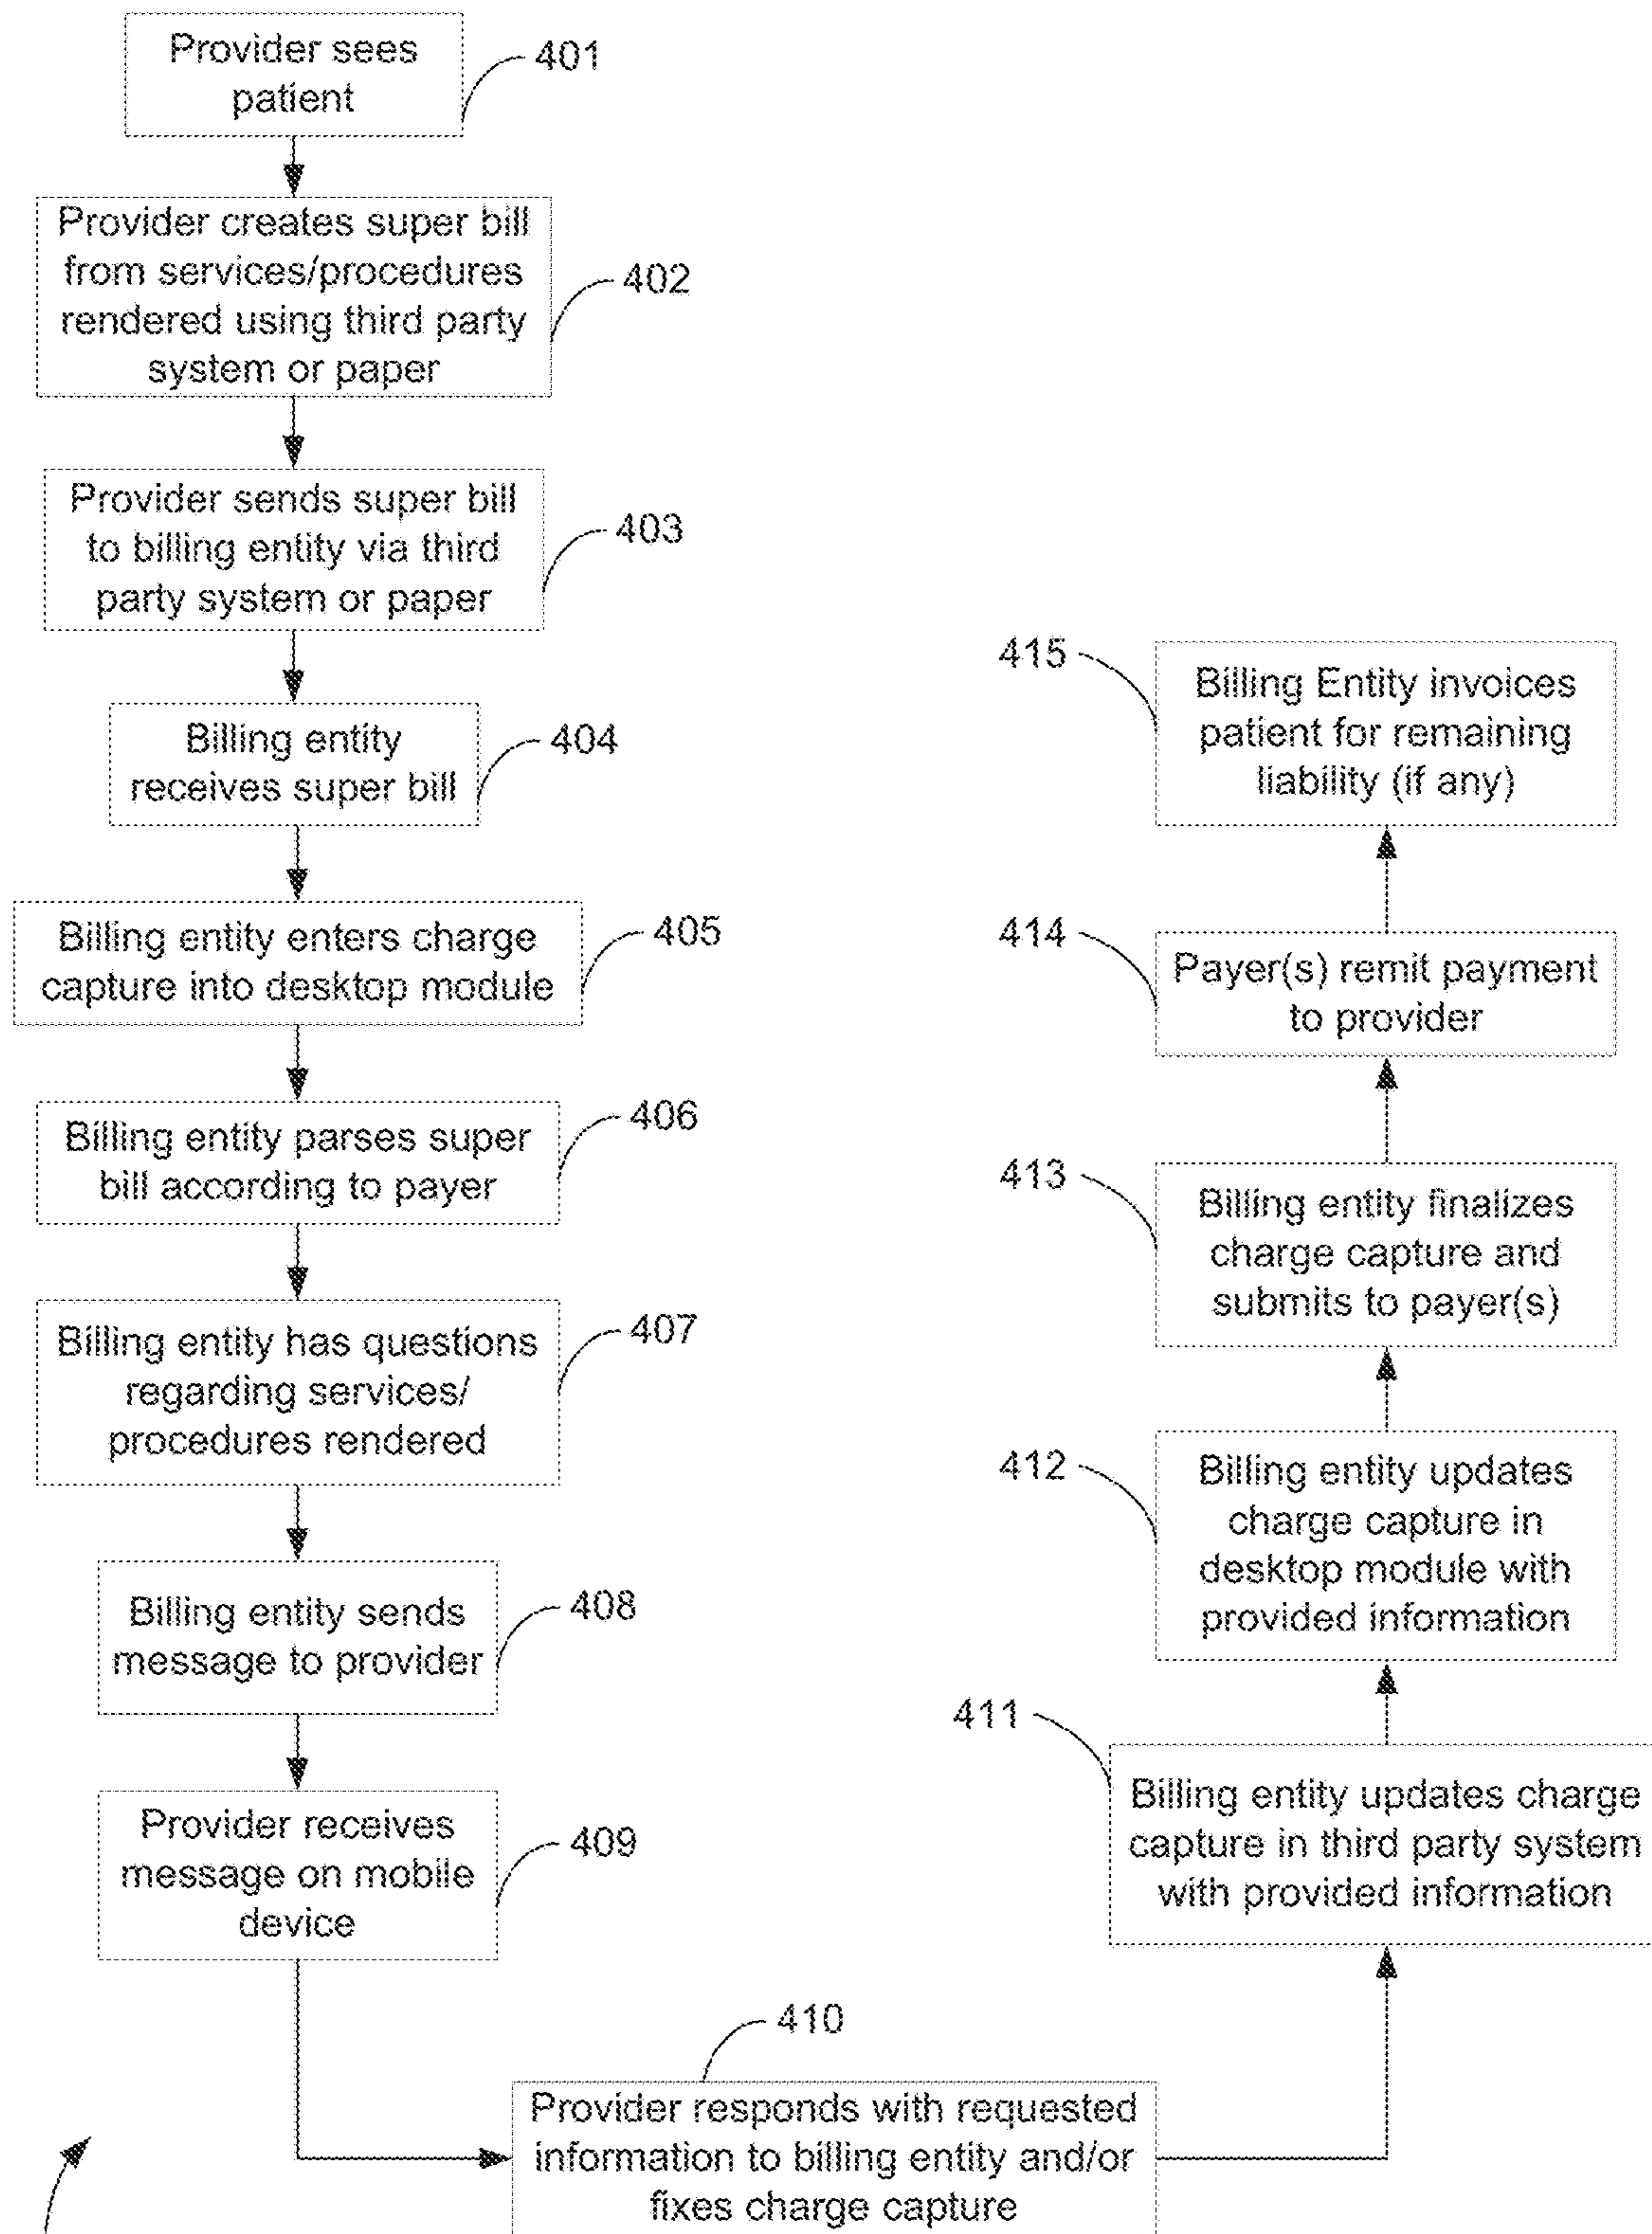 Provider sees
patient
401
Provider creates super bill
from services/procedures
rendered using third party
system or paper
402
Provider sends super bill
to billing entity via third
party system or paper
403
Billing entity
receives super bill
404
Billing entity enters charge
capture into desktop module
405
Billing entity parses super
bill according to payer
406
Billing entity has questions
regarding services/
procedures rendered
407
Billing entity sends
message to provider
408
Provider receives
message on mobile
device
409
410
Provider responds with requested
information to billing entity and/or
fixes charge capture
411
Billing entity updates charge
capture in third party system
with provided information
412
Billing entity updates
charge capture in
desktop module with
provided information
413
Billing entity finalizes
charge capture and
submits to payer(s)
414
Payer(s) remit payment
to provider
415
Billing Entity invoices
patient for remaining
liability (if any)